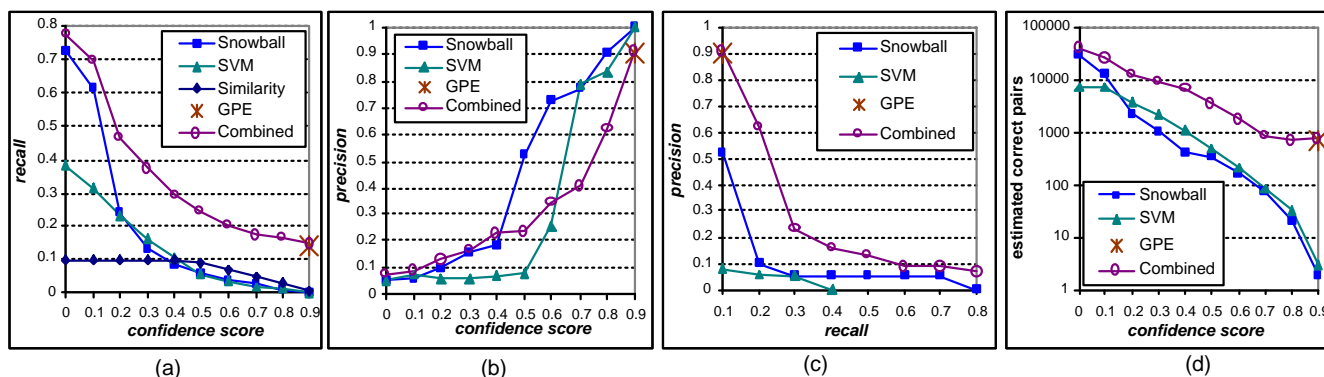 recall
0.8
0.7
0.6
0.5
0.4
0.3
0.2
0.1
0
Snowball
SVM
Similarity
GPE
Combined
0 0.1 0.2 0.3 0.4 0.5 0.6 0.7 0.8 0.9
confidence score
(a)
precision
1
0.9
0.8
0.7
0.6
0.5
0.4
0.3
0.2
0.1
0
Snowball
SVM
GPE
Combined
0 0.1 0.2 0.3 0.4 0.5 0.6 0.7 0.8 0.9
confidence score
(b)
precision
1
0.9
0.8
0.7
0.6
0.5
0.4
0.3
0.2
0.1
0
Snowball
SVM
GPE
Combined
0.1 0.2 0.3 0.4 0.5 0.6 0.7 0.8
recall
(c)
estimated correct pairs
100000
10000
1000
100
10
1
Snowball
SVM
GPE
Combined
0 0.1 0.2 0.3 0.4 0.5 0.6 0.7 0.8 0.9
confidence score
(d)